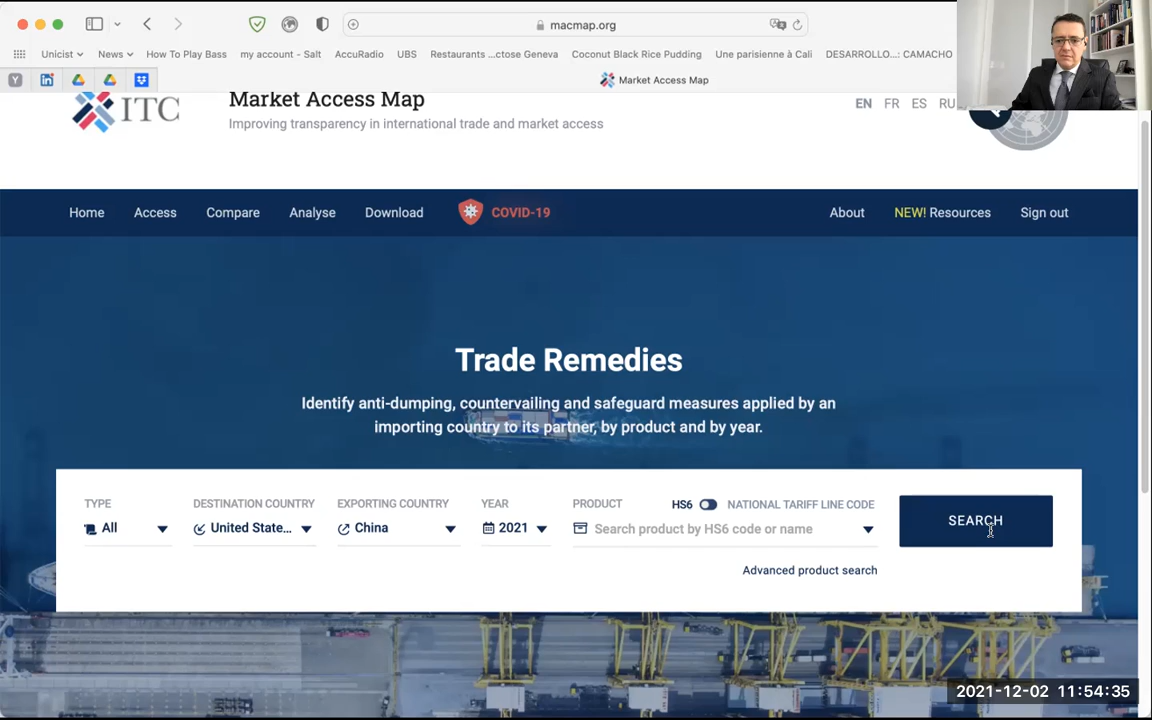 macmap.org
Unicist News How To Play Bass my account - Salt AccuRadio UBS Restaurants ...ctose Geneva Coconut Black Rice Pudding Une parisienne à Cali DESARROLLO...: CAMACHO
Y in Market Access Map
ITC Market Access Map EN FR ES RU
Improving transparency in international trade and market access
Home Access Compare Analyse Download COVID-19 About NEW! Resources Sign out
Trade Remedies
Identify anti-dumping, countervailing and safeguard measures applied by an
importing country to its partner, by product and by year.
TYPE DESTINATION COUNTRY EXPORTING COUNTRY YEAR PRODUCT HS6 NATIONAL TARIFF LINE CODE
All United State... China 2021 Search product by HS6 code or name SEARCH
Advanced product search
2021-12-02 11:54:35